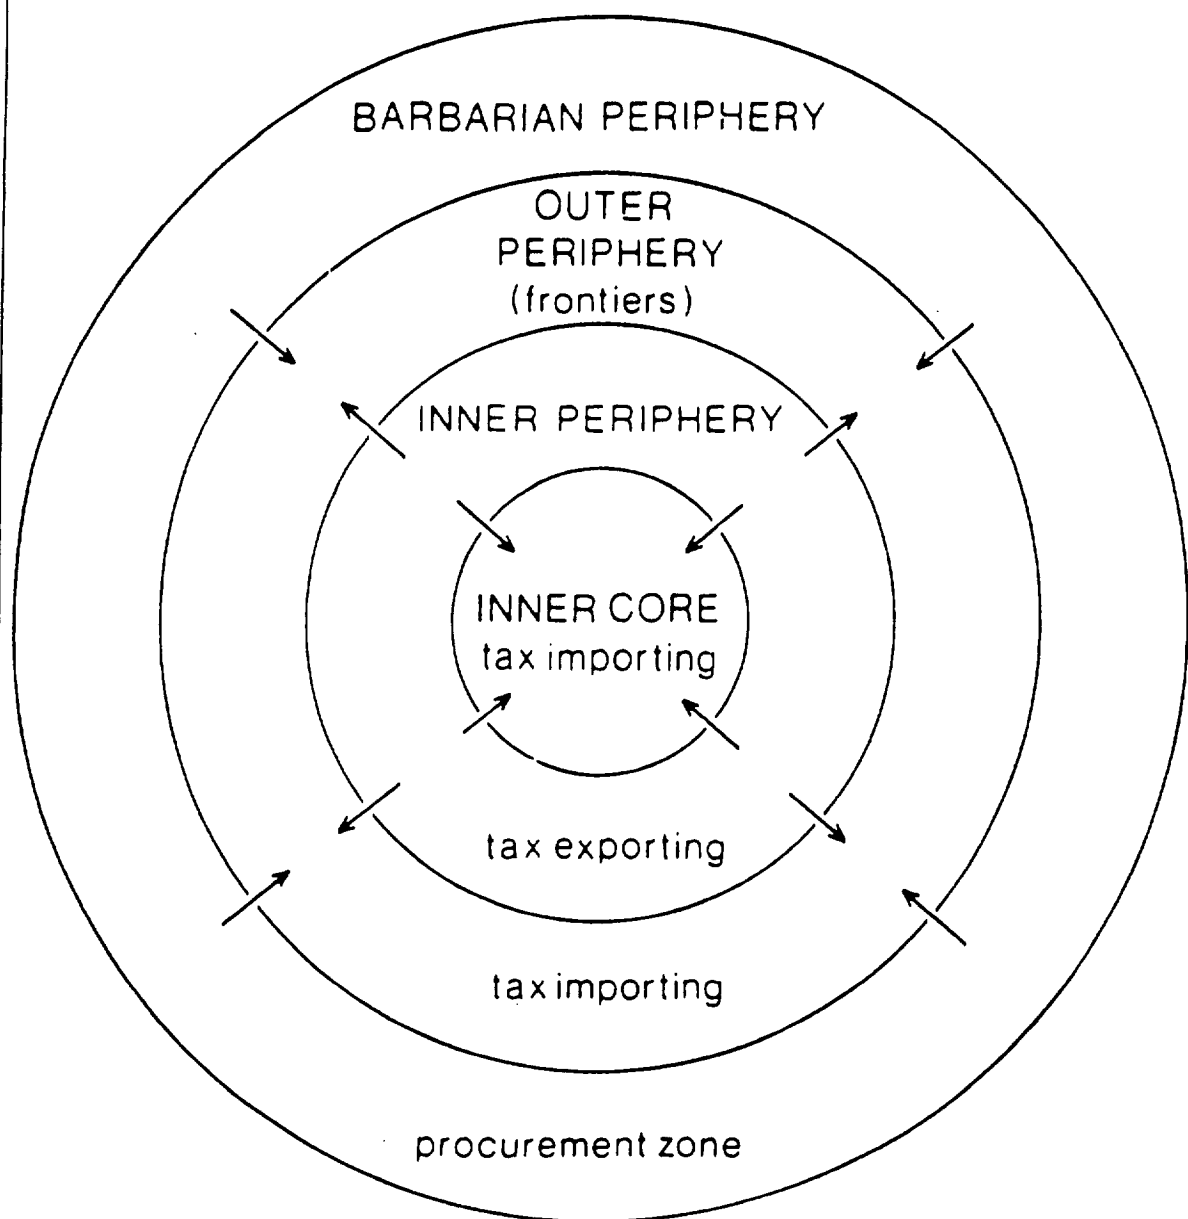 BARBARIAN PERIPHERY
OUTER
PERIPHERY
(frontiers)
INNER PERIPHERY
INNER CORE
tax importing
tax exporting
tax importing
procurement zone